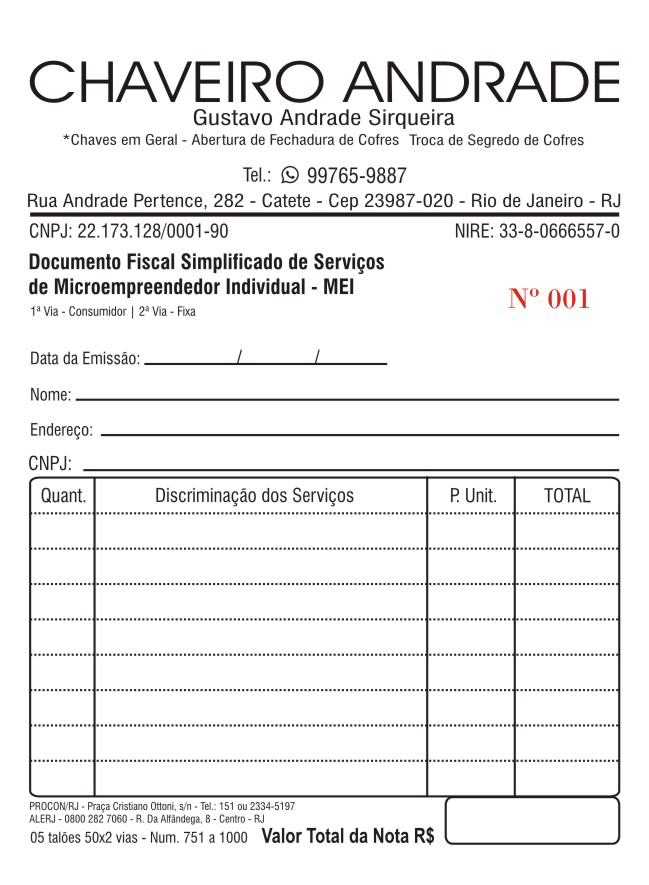 CHAVEIRO ANDRADE
Gustavo Andrade Sirqueira
*Chaves em Geral - Abertura de Fechadura de Cofres Troca de Segredo de Cofres
Tel.: 99765-9887
Rua Andrade Pertence, 282 - Catete - Cep 23987-020 - Rio de Janeiro - RJ
CNPJ: 22.173.128/0001-90 NIRE: 33-8-0666557-0
Documento Fiscal Simplificado de Serviços
de Microempreendedor Individual - MEI
Nº 001
1ª Via - Consumidor | 2ª Via - Fixa
Data da Emissão: / /
Nome:
Endereço:
CNPJ:
Quant. Discriminação dos Serviços P. Unit. TOTAL
PROCON/RJ - Praça Cristiano Ottoni, s/n - Tel.: 151 ou 2334-5197
ALERJ - 0800 282 7060 - R. Da Alfândega, 8 - Centro - RJ
05 talões 50x2 vias - Num. 751 a 1000 Valor Total da Nota R$